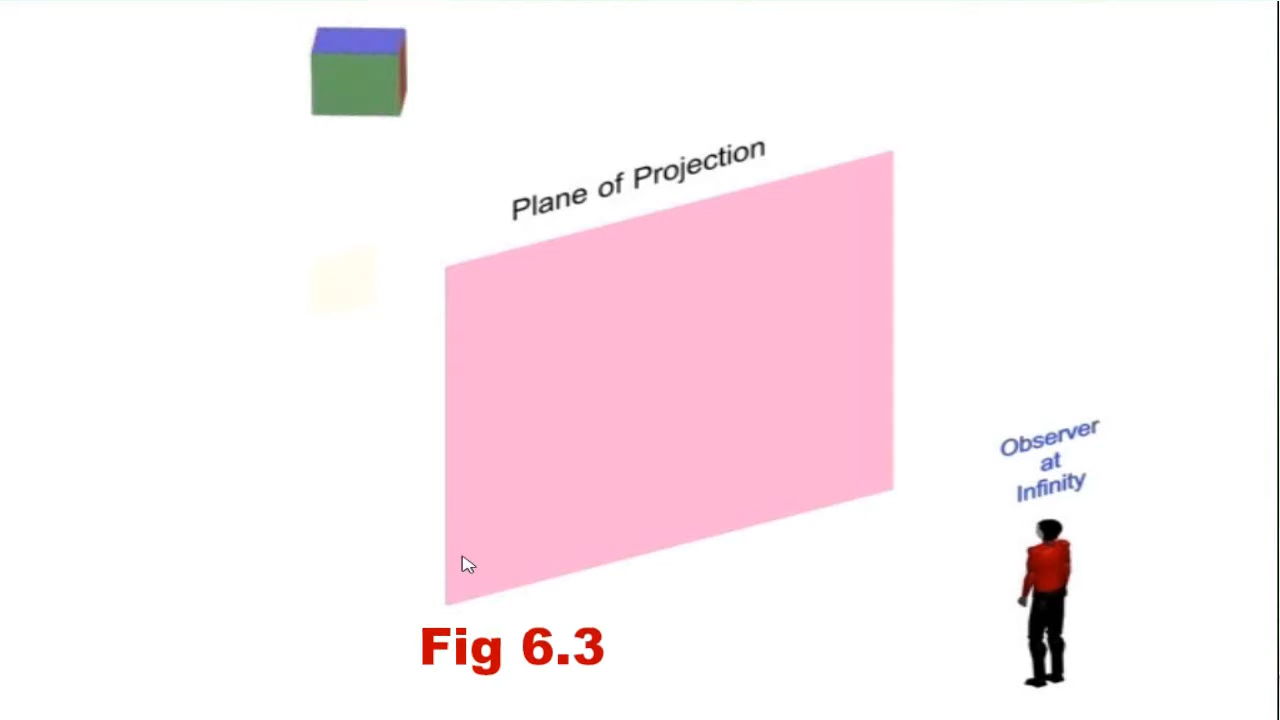 Plane of Projection
Observer
at
Infinity
Fig 6.3